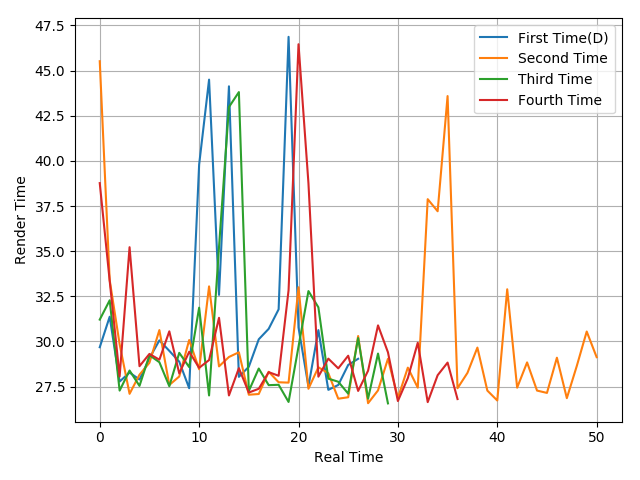 47.5
45.0
42.5
40.0
37.5
35.0
32.5
30.0
27.5
Render Time
First Time(D)
Second Time
Third Time
Fourth Time
0 10 20 30 40 50
Real Time